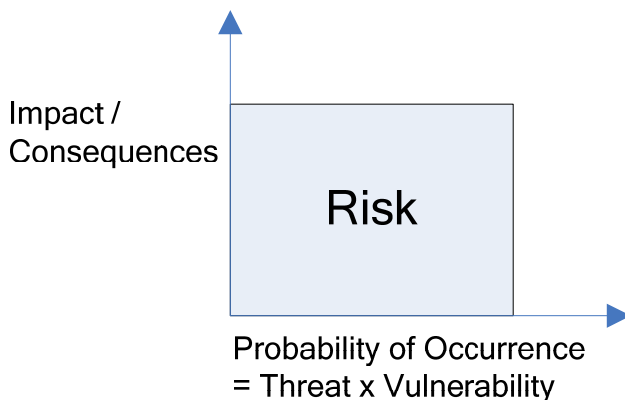 Impact /
Consequences
Risk
Probability of Occurrence
= Threat x Vulnerability